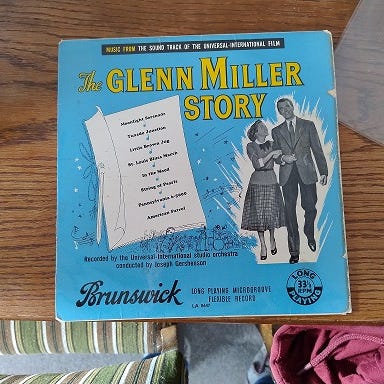 MUSIC FROM THE SOUND TRACK OF THE UNIVERSAL-INTERNATIONAL FILM
The GLENN MILLER
STORY
Moonlight Serenade
Tuxedo Junction
Little Brown Jug
St. Louis Blues March
In the Mood
String of Pearls
Pennsylvania 6-5000
American Patrol
Recorded by the Universal-International studio orchestra
conducted by Joseph Gershenson
Brunswick
LONG PLAYING MICROGROOVE
FLEXIBLE RECORD
LONG
33⅓
RPM
PLAYING